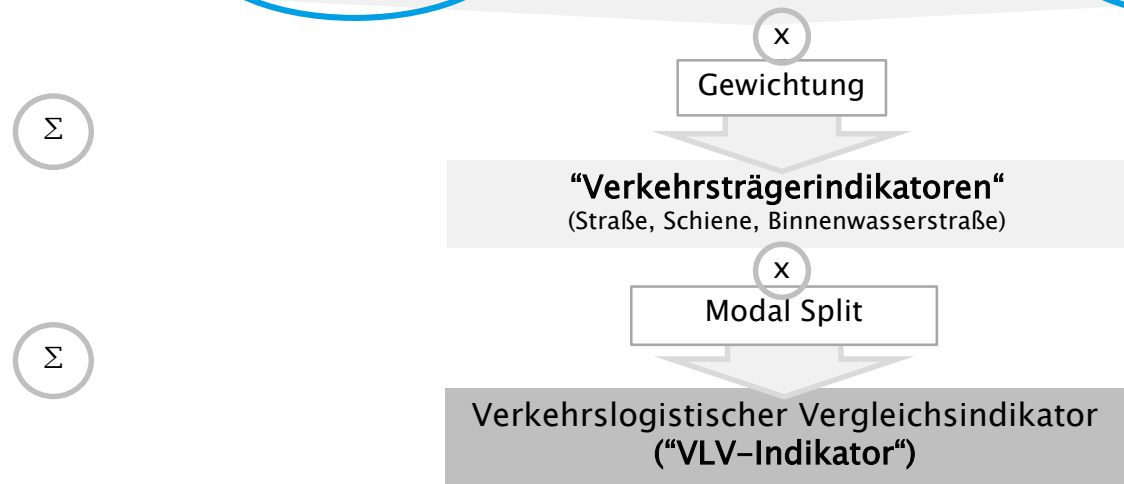 x
Gewichtung
Σ
“Verkehrsträgerindikatoren“
(Straße, Schiene, Binnenwasserstraße)
x
Modal Split
Σ
Verkehrslogistischer Vergleichsindikator
(“VLV-Indikator“)